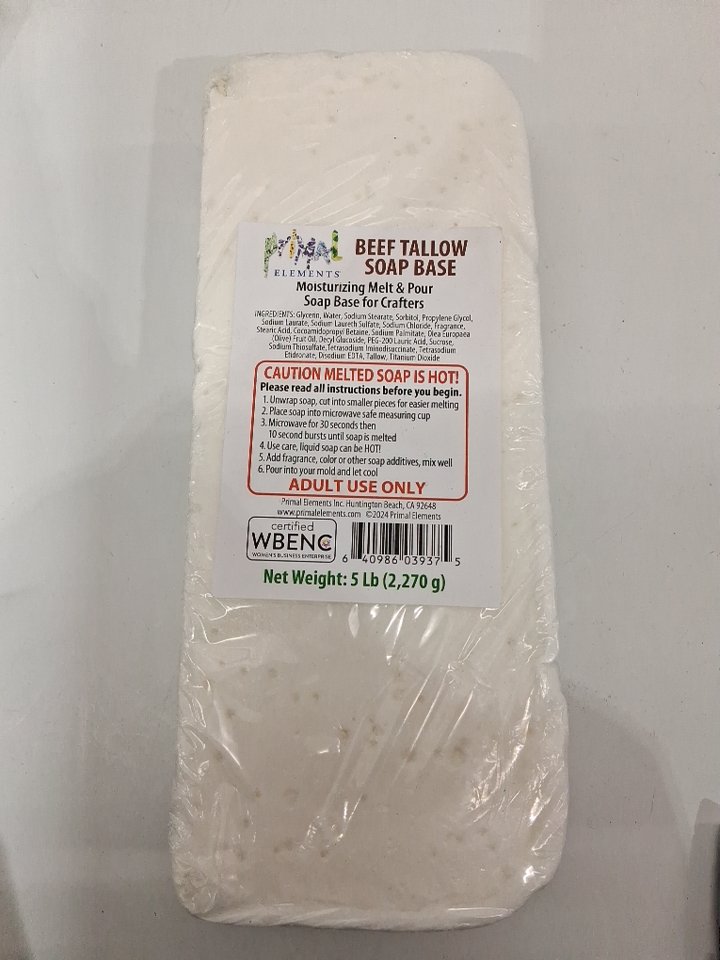 primal
ELEMENTS
BEEF TALLOW
SOAP BASE
Moisturizing Melt & Pour
Soap Base for Crafters
INGREDIENTS: Glycerin, Water, Sodium Stearate, Sorbitol, Propylene Glycol,
Sodium Laurate, Sodium Laureth Sulfate, Sodium Chloride, Fragrance,
Stearic Acid, Cocamidopropyl Betaine, Sodium Palmitate, Olea Europaea
(Olive) Fruit Oil, Decyl Glucoside, PEG-200 Lauric Acid, Sucrose,
Sodium Thiosulfate, Tetrasodium Iminodisuccinate, Tetrasodium
Etidronate, Disodium EDTA, Tallow, Titanium Dioxide
CAUTION MELTED SOAP IS HOT!
Please read all instructions before you begin.
1. Unwrap soap, cut into smaller pieces for easier melting
2. Place soap into microwave safe measuring cup
3. Microwave for 30 seconds then
10 second bursts until soap is melted
4. Use care, liquid soap can be HOT!
5. Add fragrance, color or other soap additives, mix well
6. Pour into your mold and let cool
ADULT USE ONLY
Primal Elements Inc. Huntington Beach, CA 92648
www.primalelements.com ©2024 Primal Elements
certified
WBENC
WOMEN'S BUSINESS ENTERPRISE
6 40986 03937 5
Net Weight: 5 Lb (2,270 g)